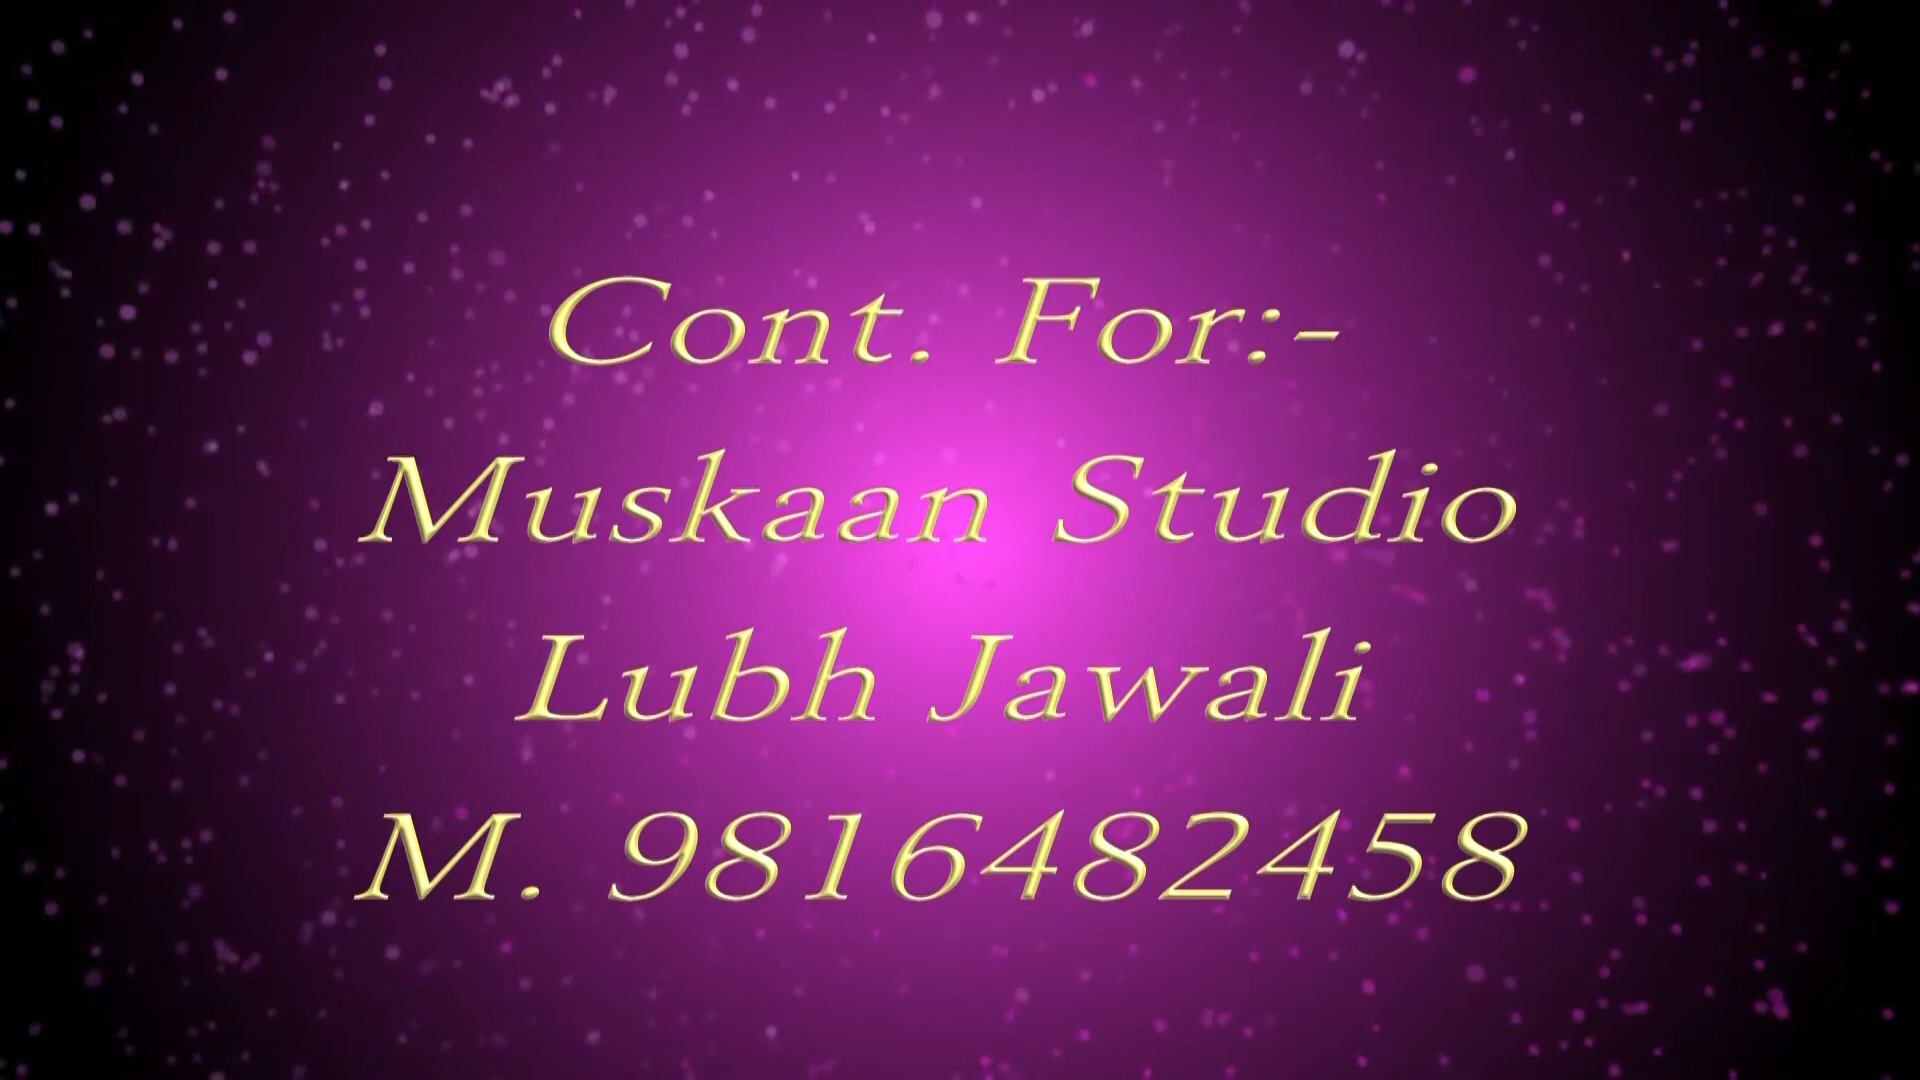 Cont. For:-
Muskaan Studio
Lubh Jawali
M. 9816482458